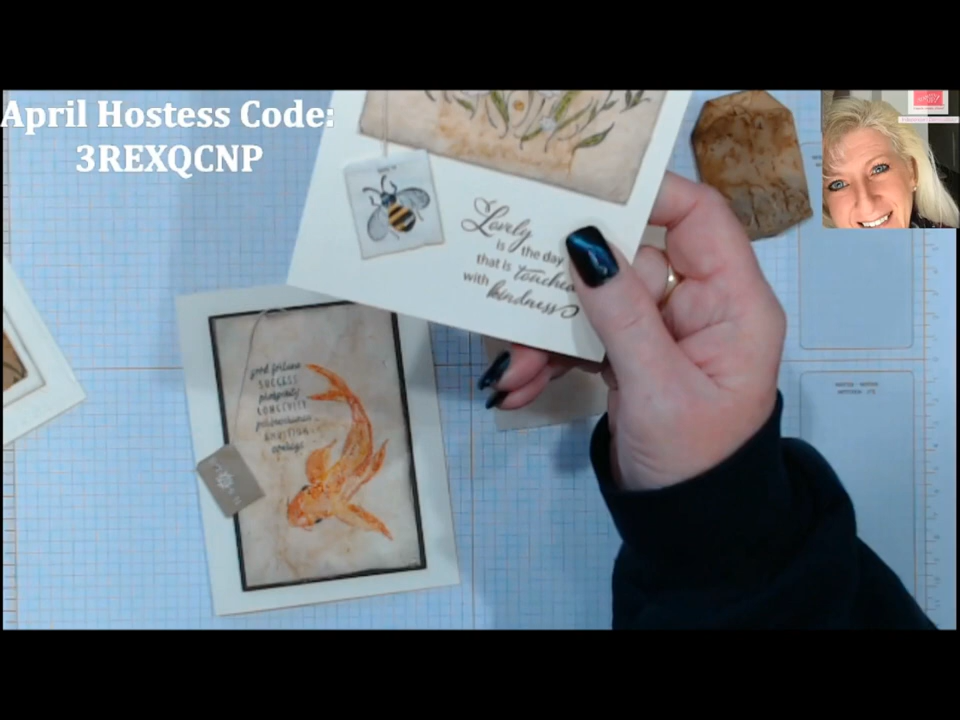 April Hostess Code:
3REXQCNP
Lovely
is the day
that is touched
with kindness
good fortune
SUCCESS
prosperity
LONGEVITY
perseverance
AMBITION
courage